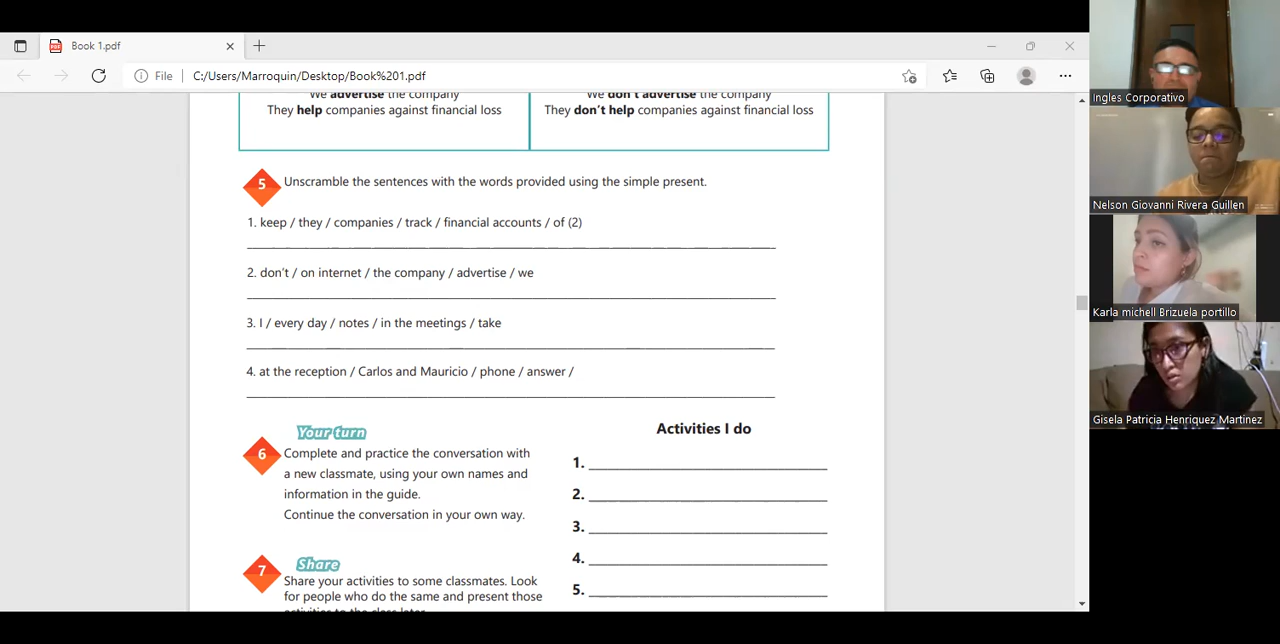 Book 1.pdf
File
C:/Users/Marroquin/Desktop/Book%201.pdf
We advertise the company
We don't advertise the company
They help companies against financial loss
They don't help companies against financial loss
5 Unscramble the sentences with the words provided using the simple present.
1. keep / they / companies / track / financial accounts / of (2)
2. don't / on internet / the company / advertise / we
3. I / every day / notes / in the meetings / take
4. at the reception / Carlos and Mauricio / phone / answer /
Your turn
6 Complete and practice the conversation with
a new classmate, using your own names and
information in the guide.
Continue the conversation in your own way.
Share
7 Share your activities to some classmates. Look
for people who do the same and present those
activities to the class later
Activities I do
1.
2.
3.
4.
5.
Ingles Corporativo
Nelson Giovanni Rivera Guillen
Karla michell Brizuela portillo
Gisela Patricia Henriquez Martinez